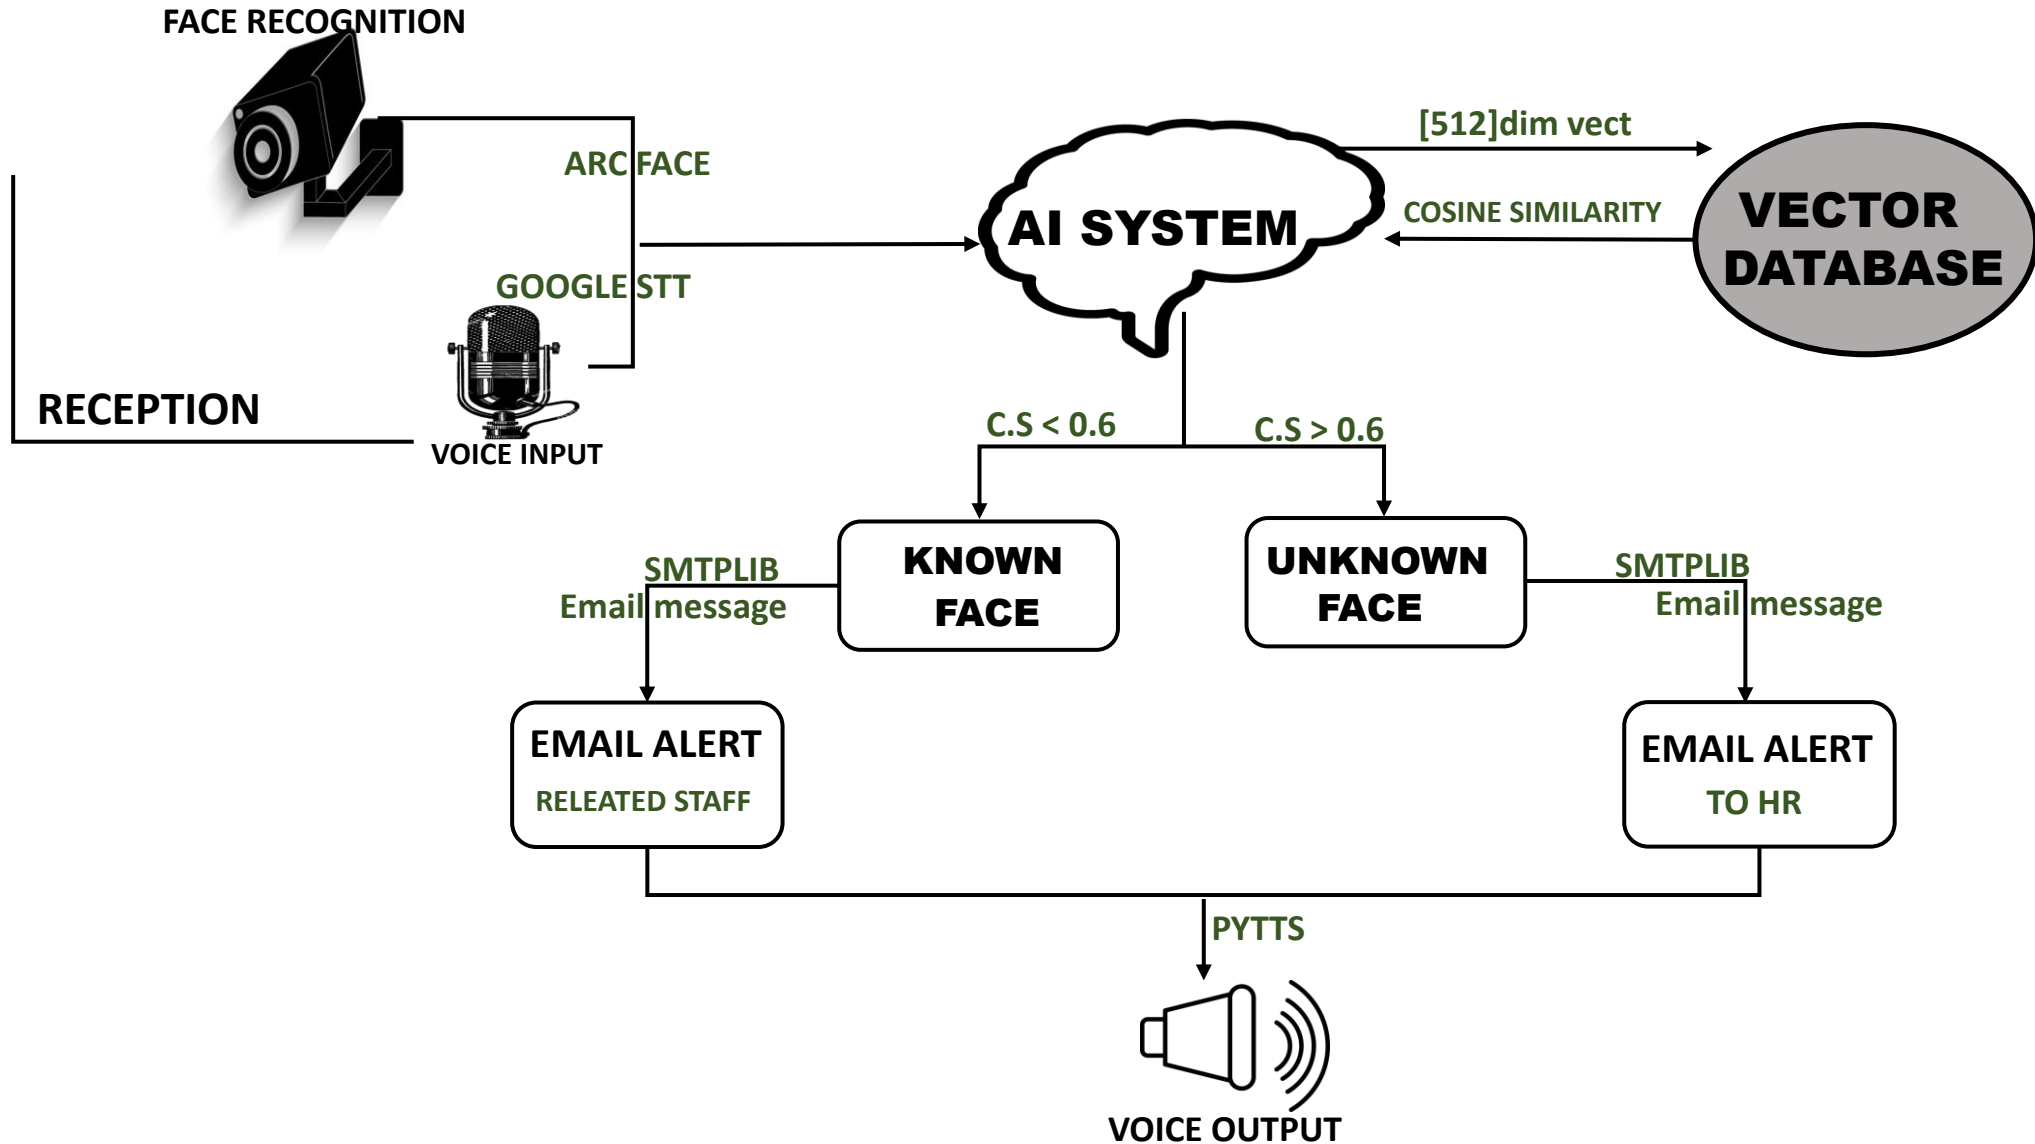 FACE RECOGNITION
ARC FACE
GOOGLE STT
RECEPTION
VOICE INPUT
AI SYSTEM
[512]dim vect
COSINE SIMILARITY
VECTOR
DATABASE
C.S < 0.6
C.S > 0.6
KNOWN
FACE
UNKNOWN
FACE
SMTPLIB
Email message
SMTPLIB
Email message
EMAIL ALERT
RELEATED STAFF
EMAIL ALERT
TO HR
PYTTS
VOICE OUTPUT